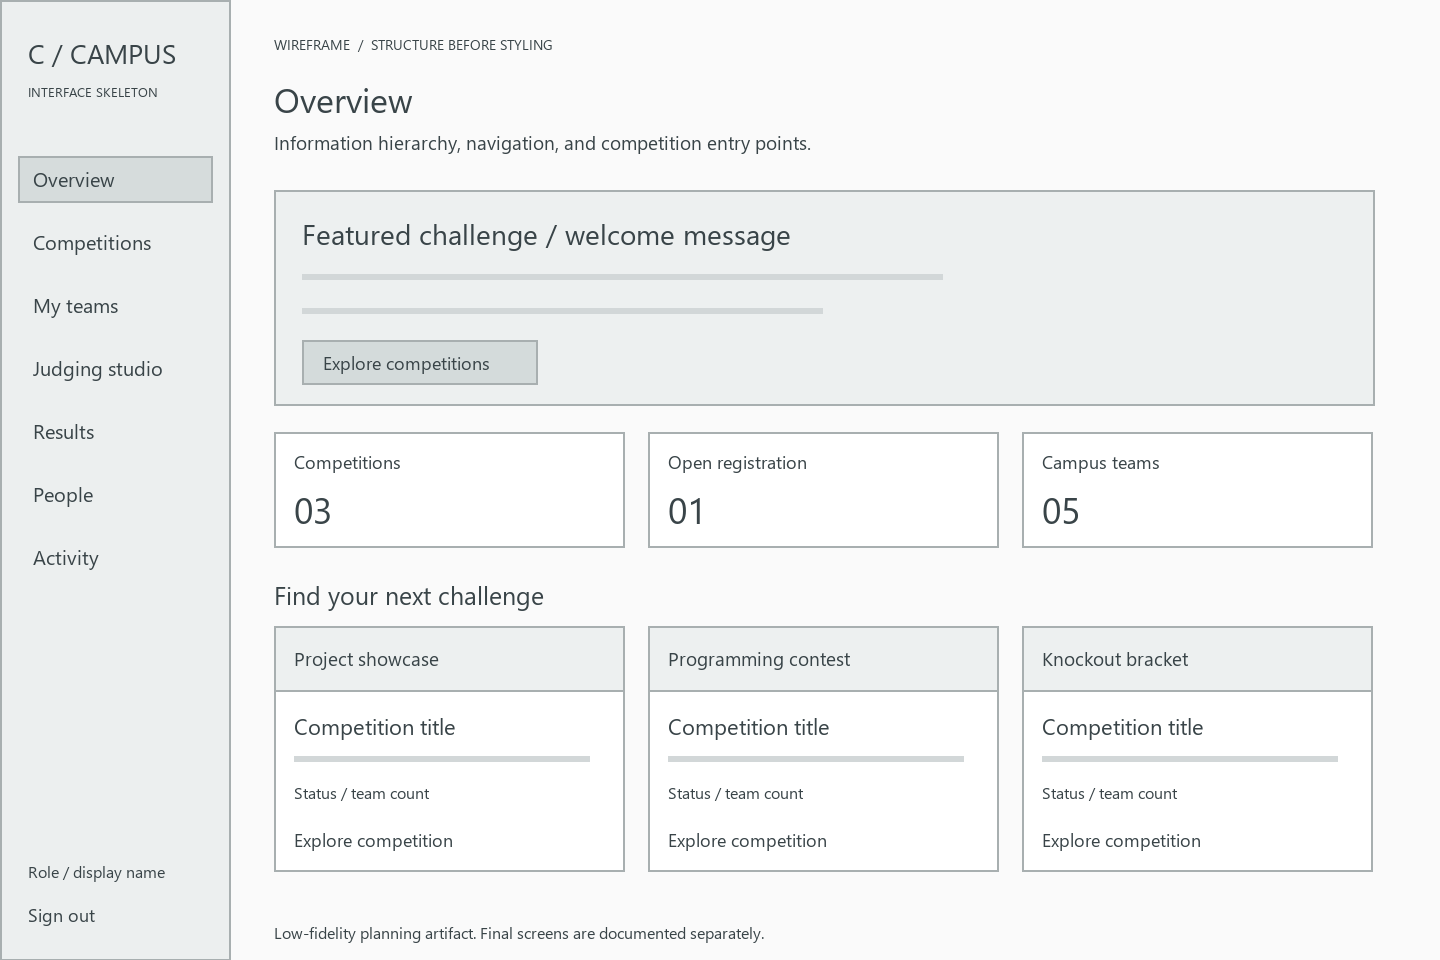 C / CAMPUS
INTERFACE SKELETON
Overview
Competitions
My teams
Judging studio
Results
People
Activity
Role / display name
Sign out
WIREFRAME / STRUCTURE BEFORE STYLING
Overview
Information hierarchy, navigation, and competition entry points.
Featured challenge / welcome message
Explore competitions
Competitions
03
Open registration
01
Campus teams
05
Find your next challenge
Project showcase
Competition title
Status / team count
Explore competition
Programming contest
Competition title
Status / team count
Explore competition
Knockout bracket
Competition title
Status / team count
Explore competition
Low-fidelity planning artifact. Final screens are documented separately.